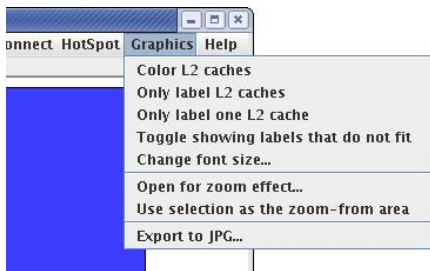 onnect HotSpot Graphics Help
Color L2 caches
Only label L2 caches
Only label one L2 cache
Toggle showing labels that do not fit
Change font size...
Open for zoom effect...
Use selection as the zoom-from area
Export to JPG...